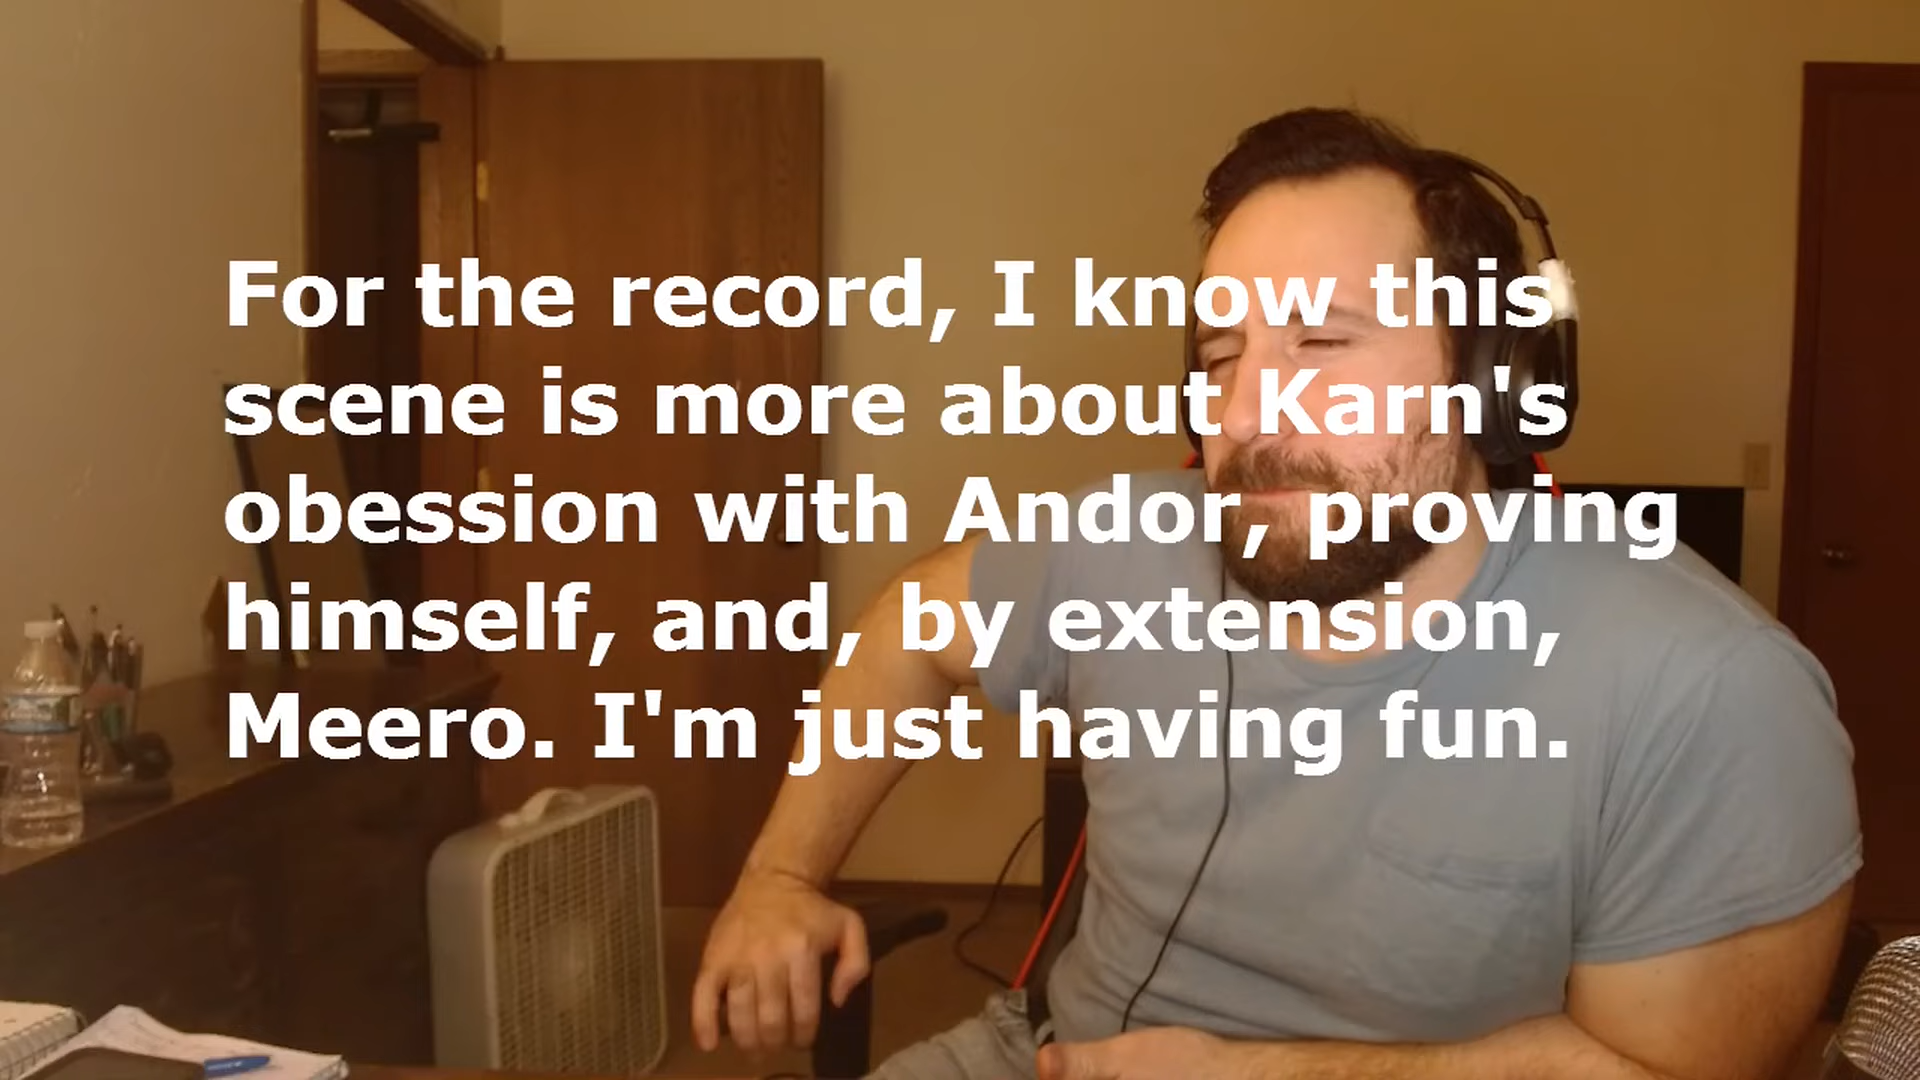 For the record, I know this
scene is more about Karn's
obession with Andor, proving
himself, and, by extension,
Meero. I'm just having fun.